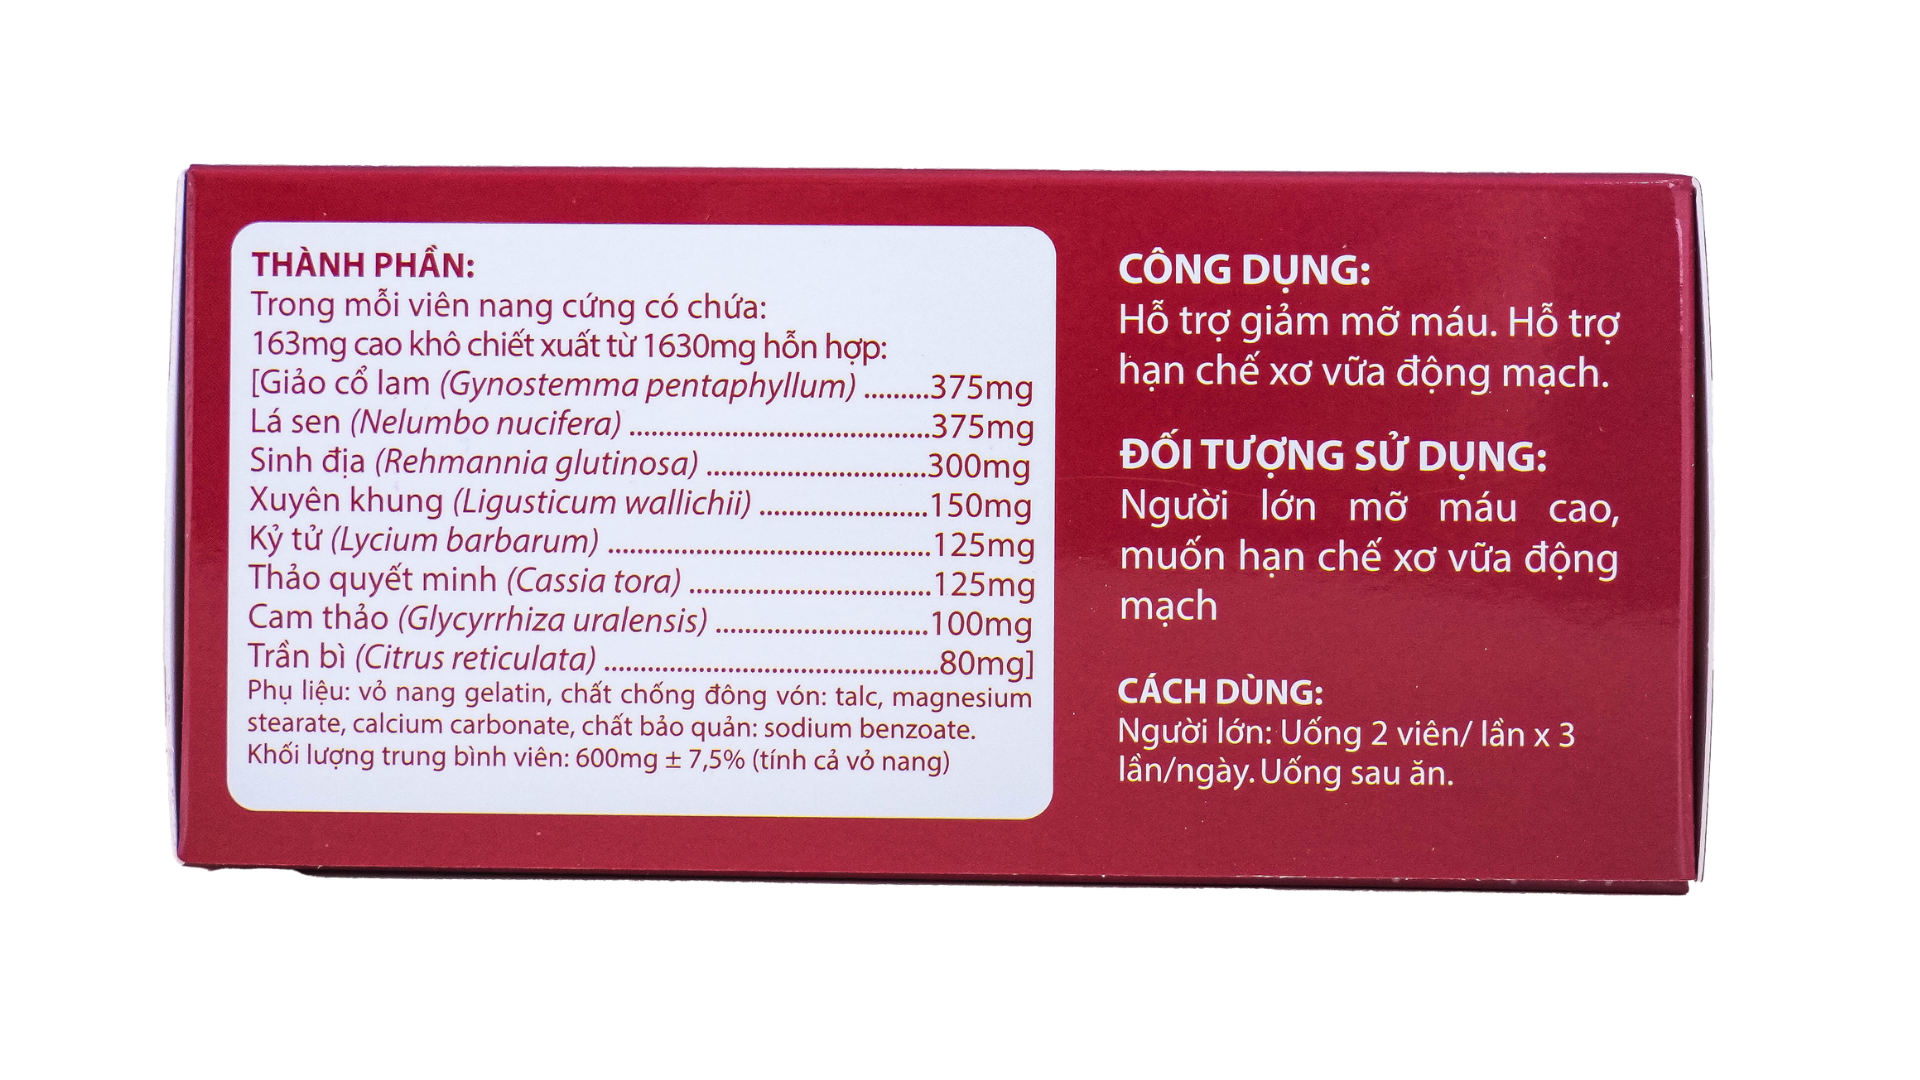 THÀNH PHẦN:
Trong mỗi viên nang cứng có chứa:
163mg cao khô chiết xuất từ 1630mg hỗn hợp:
[Giảo cổ lam (Gynostemma pentaphyllum) .........375mg
Lá sen (Nelumbo nucifera) ..........................................375mg
Sinh địa (Rehmannia glutinosa) ...............................300mg
Xuyên khung (Ligusticum wallichii) ........................150mg
Kỷ tử (Lycium barbarum) .............................................125mg
Thảo quyết minh (Cassia tora) ..................................125mg
Cam thảo (Glycyrrhiza uralensis) ..............................100mg
Trần bì (Citrus reticulata) ...............................................80mg]
Phụ liệu: vỏ nang gelatin, chất chống đông vón: talc, magnesium
stearate, calcium carbonate, chất bảo quản: sodium benzoate.
Khối lượng trung bình viên: 600mg ± 7,5% (tính cả vỏ nang)
CÔNG DỤNG:
Hỗ trợ giảm mỡ máu. Hỗ trợ
hạn chế xơ vữa động mạch.
ĐỐI TƯỢNG SỬ DỤNG:
Người lớn mỡ máu cao,
muốn hạn chế xơ vữa động
mạch
CÁCH DÙNG:
Người lớn: Uống 2 viên/ lần x 3
lần/ngày. Uống sau ăn.